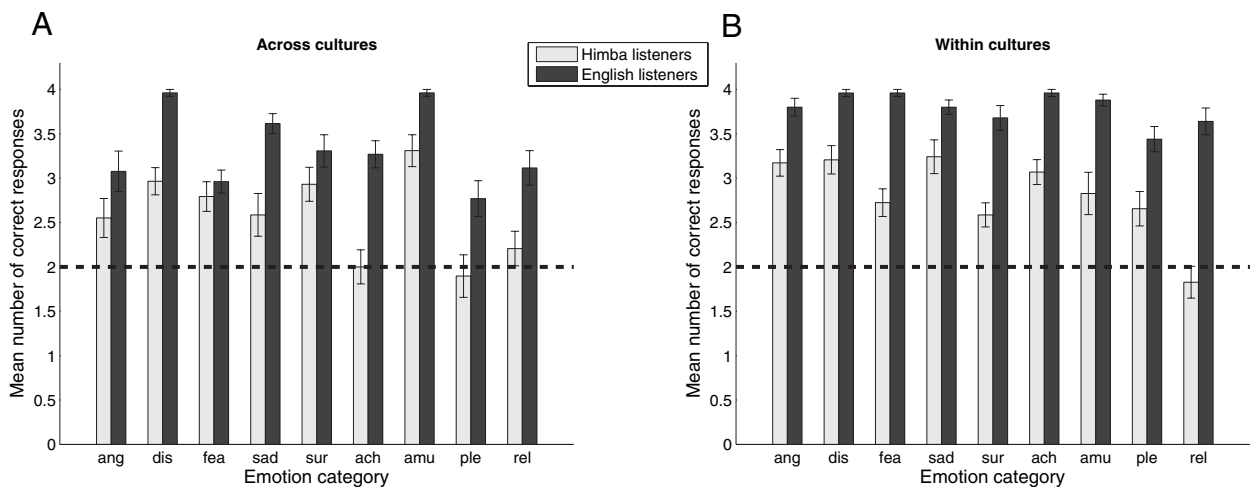 A
Across cultures
Himba listeners
English listeners
Mean number of correct responses
4
3.5
3
2.5
2
1.5
1
0.5
0
ang dis fea sad sur ach amu ple rel
Emotion category
B
Within cultures
Mean number of correct responses
4
3.5
3
2.5
2
1.5
1
0.5
0
ang dis fea sad sur ach amu ple rel
Emotion category